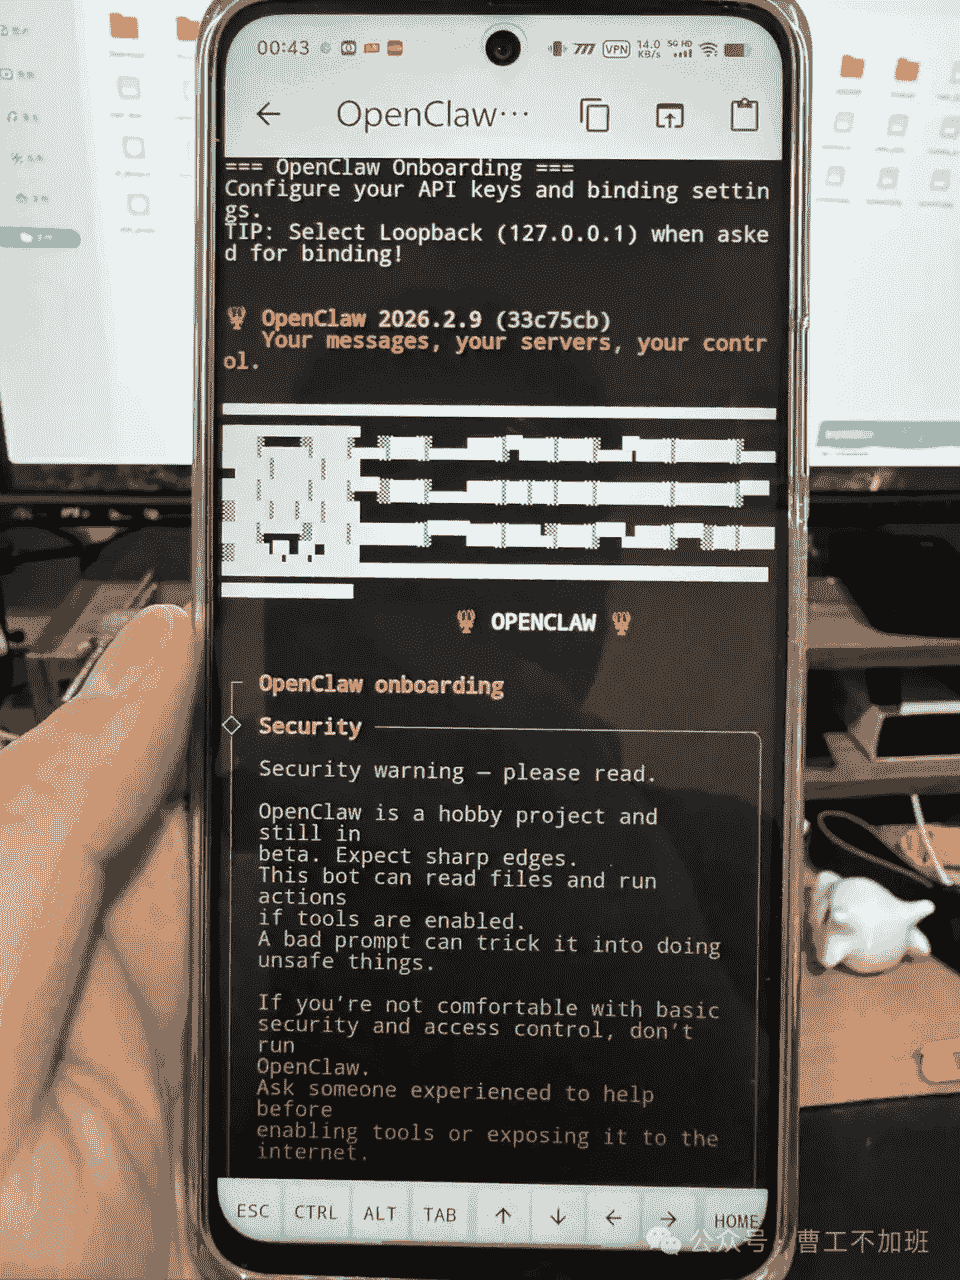 00:43
VPN
14.0
KB/s
5G HD
OpenClaw···
=== OpenClaw Onboarding ===
Configure your API keys and binding settin
gs.
TIP: Select Loopback (127.0.0.1) when aske
d for binding!
OpenClaw 2026.2.9 (33c75cb)
Your messages, your servers, your contr
ol.
OPENCLAW
OpenClaw onboarding
Security
Security warning — please read.
OpenClaw is a hobby project and
still in
beta. Expect sharp edges.
This bot can read files and run
actions
if tools are enabled.
A bad prompt can trick it into doing
unsafe things.
If you're not comfortable with basic
security and access control, don't
run
OpenClaw.
Ask someone experienced to help
before
enabling tools or exposing it to the
internet.
ESC CTRL ALT TAB ↑ ↓ ← → HOME
公众号 · 曹工不加班